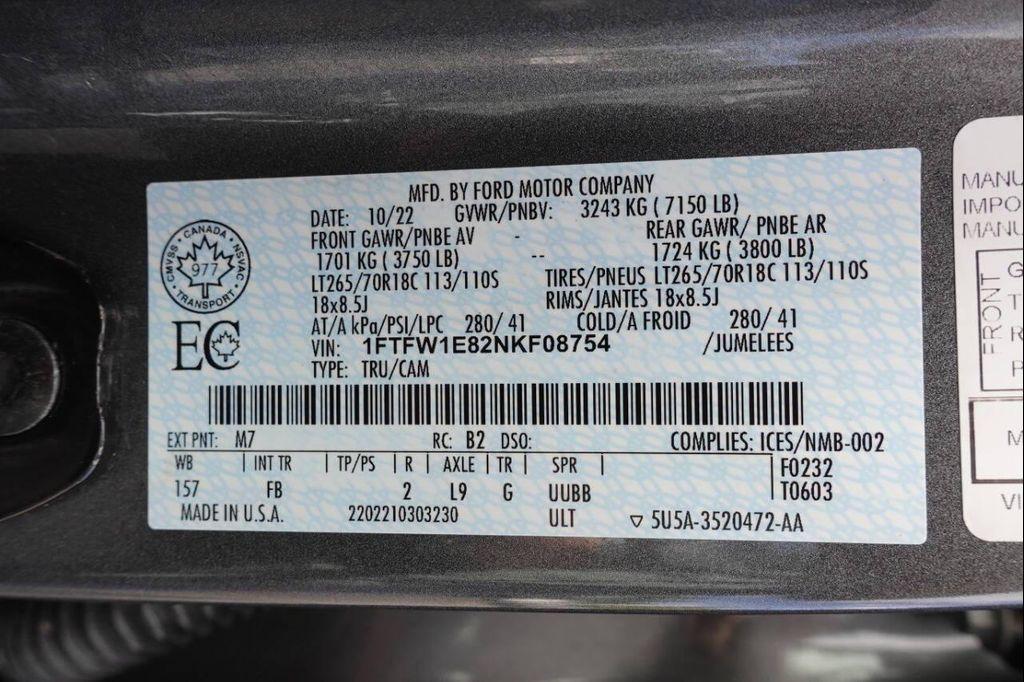 MFD. BY FORD MOTOR COMPANY
DATE: 10/22 GVWR/PNBV: 3243 KG ( 7150 LB)
FRONT GAWR/PNBE AV - REAR GAWR/ PNBE AR
1701 KG ( 3750 LB) -- 1724 KG ( 3800 LB)
LT265/70R18C 113/110S TIRES/PNEUS LT265/70R18C 113/110S
18x8.5J RIMS/JANTES 18x8.5J
AT/A kPa/PSI/LPC 280/ 41 COLD/A FROID 280/ 41
VIN: 1FTFW1E82NKF08754 /JUMELEES
TYPE: TRU/CAM
CANADA
CMVSS · NSVAC
977
TRANSPORT
EC
EXT PNT: M7 RC: B2 DSO: COMPLIES: ICES/NMB-002
WB | INT TR | TP/PS | R | AXLE | TR | SPR | F0232
157 FB 2 L9 G UUBB T0603
MADE IN U.S.A. 2202210303230 ULT ▽ 5U5A-3520472-AA
MANU
IMPO
MANU
FRONT
G
T
R
P
M
VI